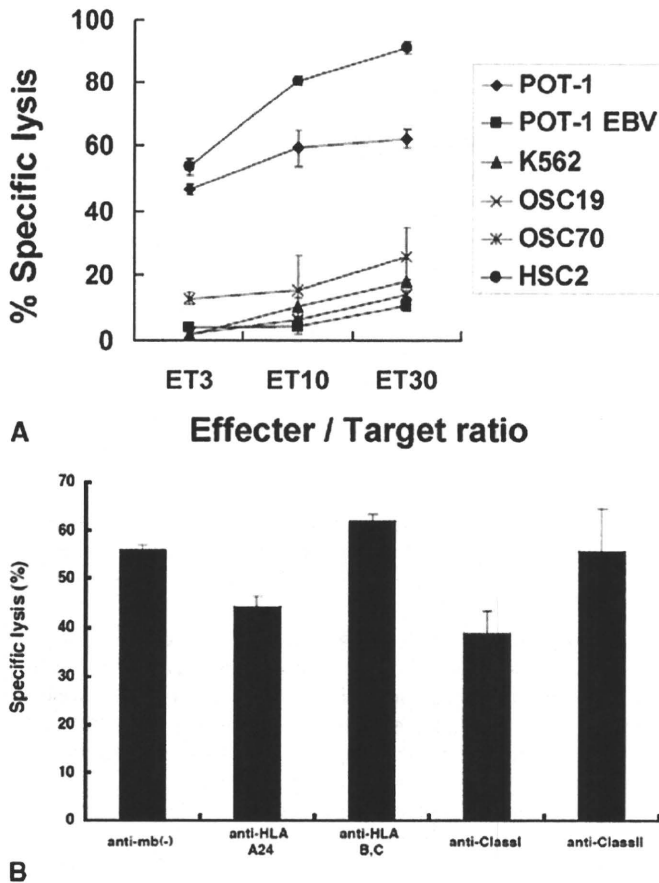 100
80
60
40
20
0
% Specific lysis
ET3 ET10 ET30
Effecter / Target ratio
POT-1
POT-1 EBV
K562
OSC19
OSC70
HSC2
A
70
60
50
40
30
20
10
0
Specific lysis (%)
anti-mb(-)
anti-HLA
A24
anti-HLA
B,C
anti-ClassI
anti-ClassII
B